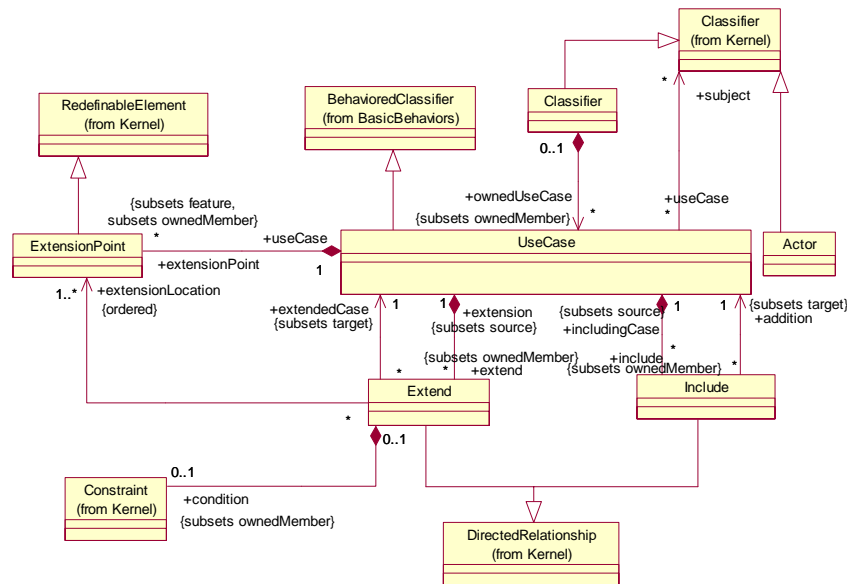 Classifier
(from Kernel)
RedefinableElement
(from Kernel)
BehavioredClassifier
(from BasicBehaviors)
Classifier
*
+subject
0..1
{subsets feature,
subsets ownedMember}
*
+ownedUseCase
{subsets ownedMember}
*
+useCase
*
ExtensionPoint
+useCase
1
+extensionPoint
UseCase
Actor
1..*
+extensionLocation
{ordered}
+extendedCase
{subsets target}
1
1
+extension
{subsets source}
{subsets source}
+includingCase
1
1
{subsets target}
+addition
{subsets ownedMember}
+extend
*
*
*
+include
{subsets ownedMember}
*
Extend
Include
*
0..1
0..1
+condition
{subsets ownedMember}
Constraint
(from Kernel)
DirectedRelationship
(from Kernel)